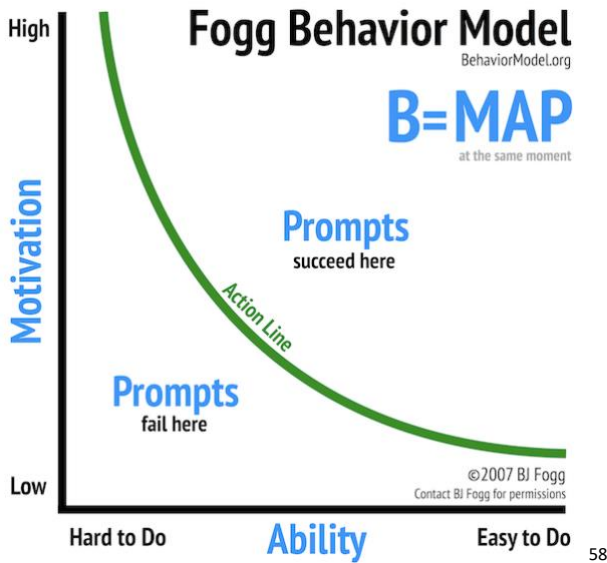 High
Fogg Behavior Model
BehaviorModel.org
B=MAP
at the same moment
Motivation
Prompts
succeed here
Action Line
Prompts
fail here
Low
©2007 BJ Fogg
Contact BJ Fogg for permissions
Hard to Do
Ability
Easy to Do
58